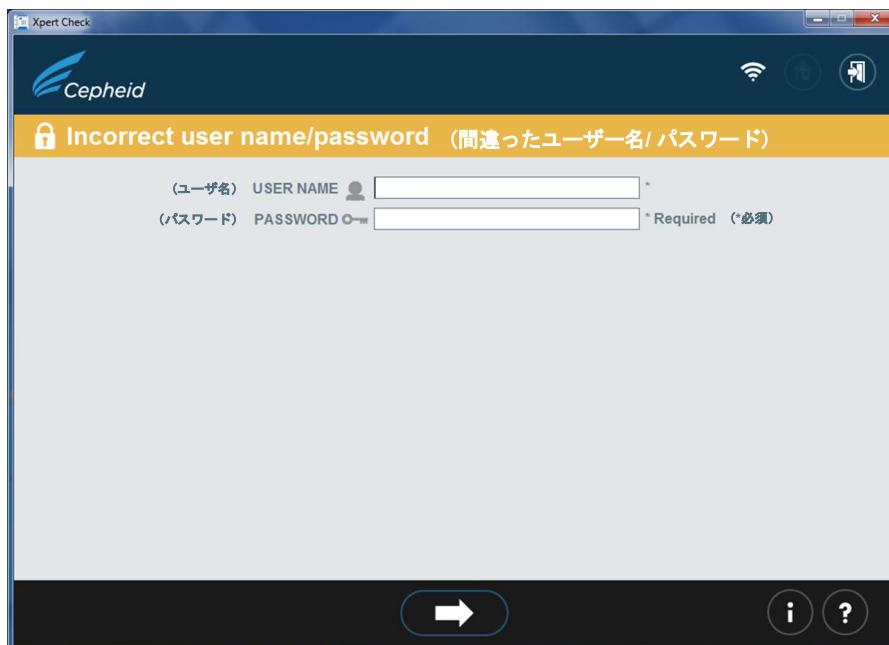 Xpert Check
Cepheid
Incorrect user name/password (間違ったユーザー名/パスワード)
(ユーザ名) USER NAME *
(パスワード) PASSWORD * Required (*必須)
i ?